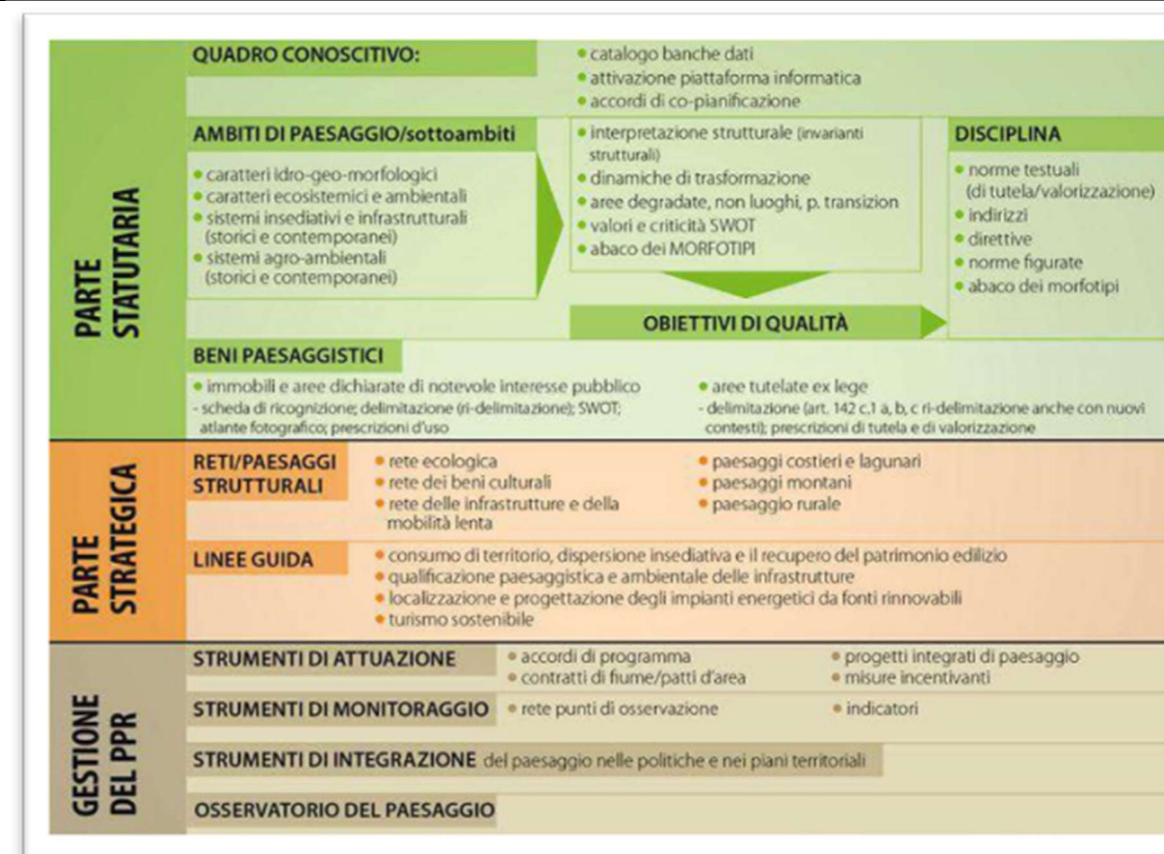 PARTE
STATUTARIA
QUADRO CONOSCITIVO:
• catalogo banche dati
• attivazione piattaforma informatica
• accordi di co-pianificazione
AMBITI DI PAESAGGIO/sottoambiti
• caratteri idro-geo-morfologici
• caratteri ecosistemici e ambientali
• sistemi insediativi e infrastrutturali
(storici e contemporanei)
• sistemi agro-ambientali
(storici e contemporanei)
• interpretazione strutturale (invarianti
strutturali)
• dinamiche di trasformazione
• aree degradate, non luoghi, p. transizion
• valori e criticità SWOT
• abaco dei MORFOTIPI
OBIETTIVI DI QUALITÀ
DISCIPLINA
• norme testuali
(di tutela/valorizzazione)
• indirizzi
• direttive
• norme figurate
• abaco dei morfotipi
BENI PAESAGGISTICI
• immobili e aree dichiarate di notevole interesse pubblico
- scheda di ricognizione; delimitazione (ri-delimitazione); SWOT;
atlante fotografico; prescrizioni d'uso
• aree tutelate ex lege
- delimitazione (art. 142 c.1 a, b, c ri-delimitazione anche con nuovi
contesti); prescrizioni di tutela e di valorizzazione
PARTE
STRATEGICA
RETI/PAESAGGI
STRUTTURALI
• rete ecologica
• rete dei beni culturali
• rete delle infrastrutture e della
mobilità lenta
• paesaggi costieri e lagunari
• paesaggi montani
• paesaggio rurale
LINEE GUIDA
• consumo di territorio, dispersione insediativa e il recupero del patrimonio edilizio
• qualificazione paesaggistica e ambientale delle infrastrutture
• localizzazione e progettazione degli impianti energetici da fonti rinnovabili
• turismo sostenibile
GESTIONE
DEL PPR
STRUMENTI DI ATTUAZIONE
• accordi di programma
• contratti di fiume/patti d'area
• progetti integrati di paesaggio
• misure incentivanti
STRUMENTI DI MONITORAGGIO
• rete punti di osservazione
• indicatori
STRUMENTI DI INTEGRAZIONE del paesaggio nelle politiche e nei piani territoriali
OSSERVATORIO DEL PAESAGGIO